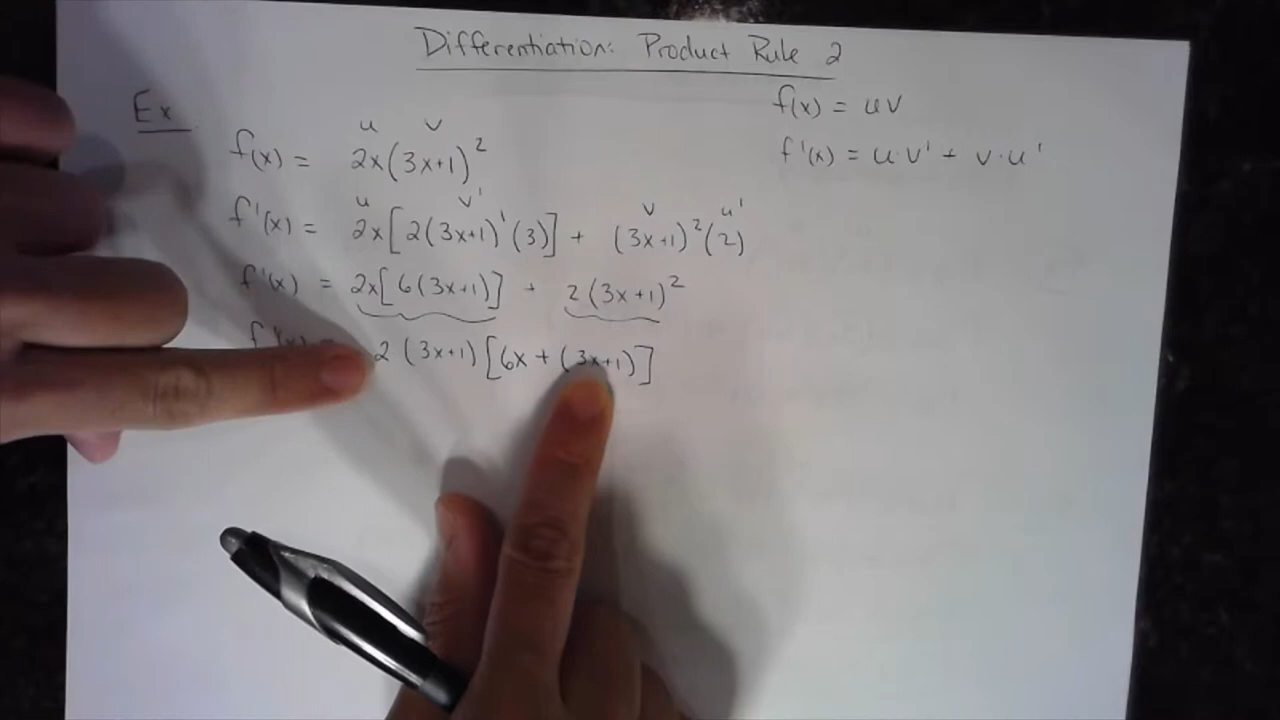 Differentiation: Product Rule 2
Ex
f(x) = uv
f'(x) = u·v' + v·u'
u v
f(x) = 2x(3x+1)²
u v' v u'
f'(x) = 2x[2(3x+1)¹(3)] + (3x+1)²(2)
f'(x) = 2x[6(3x+1)] + 2(3x+1)²
f'(x) = 2(3x+1)[6x + (3x+1)]